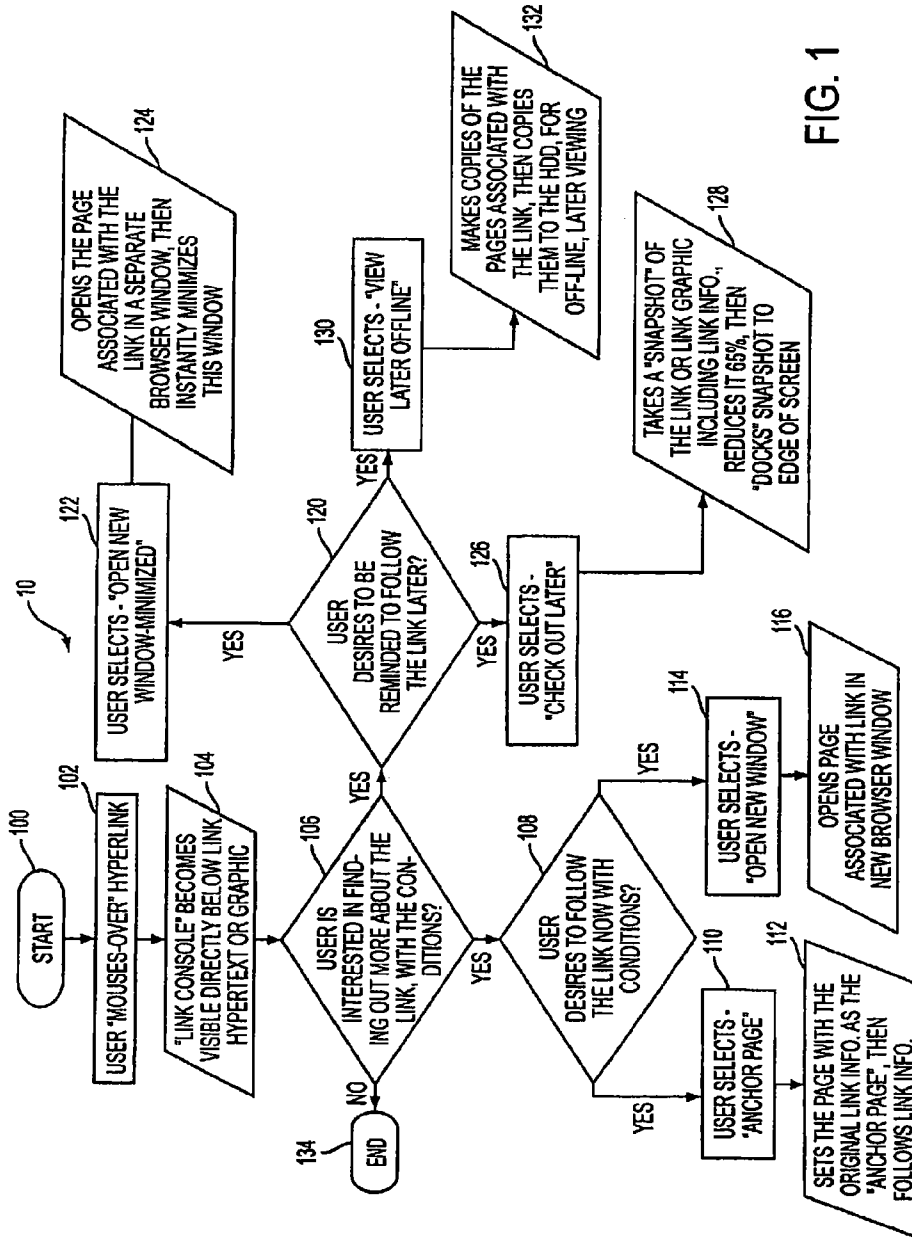 10
100
START
102
USER "MOUSES-OVER" HYPERLINK
104
"LINK CONSOLE" BECOMES
VISIBLE DIRECTLY BELOW LINK
HYPERTEXT OR GRAPHIC
106
USER IS
INTERESTED IN FIND-
ING OUT MORE ABOUT THE
LINK, WITH THE CON-
DITIONS?
NO
134
END
YES
YES
108
USER
DESIRES TO FOLLOW
THE LINK NOW WITH
CONDITIONS?
YES
110
USER SELECTS -
"ANCHOR PAGE"
112
SETS THE PAGE WITH THE
ORIGINAL LINK INFO. AS THE
"ANCHOR PAGE", THEN
FOLLOWS LINK INFO.
YES
114
USER SELECTS -
"OPEN NEW WINDOW"
116
OPENS PAGE
ASSOCIATED WITH LINK IN
NEW BROWSER WINDOW
120
USER
DESIRES TO BE
REMINDED TO FOLLOW
THE LINK LATER?
YES
122
USER SELECTS - "OPEN NEW
WINDOW-MINIMIZED"
124
OPENS THE PAGE
ASSOCIATED WITH THE
LINK IN A SEPARATE
BROWSER WINDOW, THEN
INSTANTLY MINIMIZES
THIS WINDOW
YES
126
USER SELECTS -
"CHECK OUT LATER"
128
TAKES A "SNAPSHOT" OF
THE LINK OR LINK GRAPHIC
INCLUDING LINK INFO.,
REDUCES IT 65%, THEN
"DOCKS" SNAPSHOT TO
EDGE OF SCREEN
YES
130
USER SELECTS - "VIEW
LATER OFFLINE"
132
MAKES COPIES OF THE
PAGES ASSOCIATED WITH
THE LINK, THEN COPIES
THEM TO THE HDD, FOR
OFF-LINE, LATER VIEWING
FIG. 1